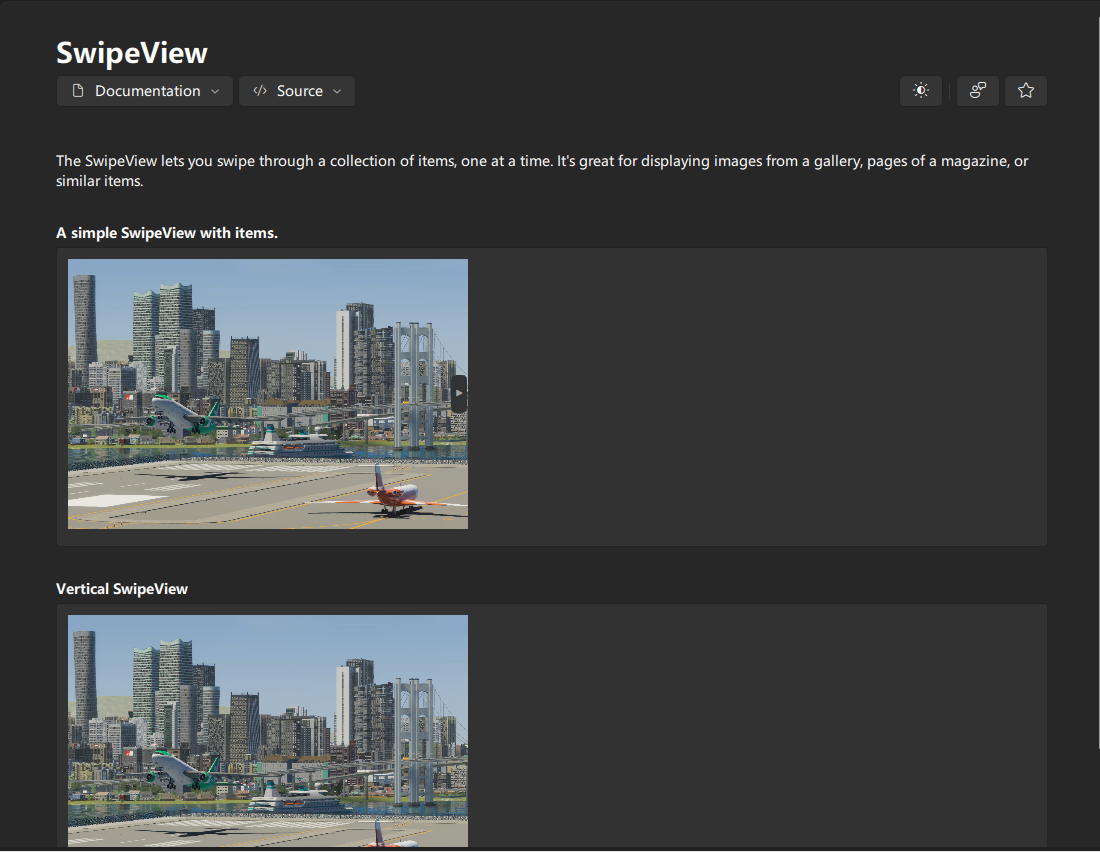 SwipeView
Documentation
Source
The SwipeView lets you swipe through a collection of items, one at a time. It's great for displaying images from a gallery, pages of a magazine, or
similar items.
A simple SwipeView with items.
Vertical SwipeView